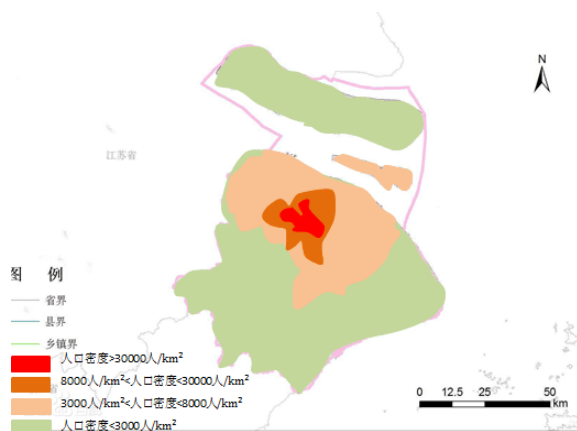 N
江苏省
图 例
省界
县界
乡镇界
人口密度>30000人/km²
8000人/km²<人口密度<30000人/km²
3000人/km²<人口密度<8000人/km²
人口密度<3000人/km²
0 12.5 25 50
km